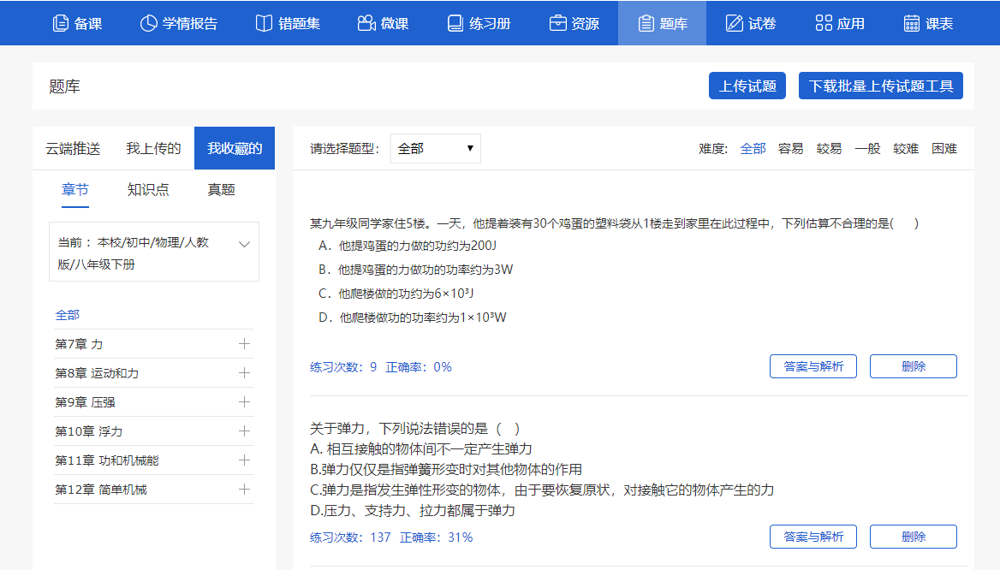 备课 学情报告 错题集 微课 练习册 资源 题库 试卷 应用 课表
题库
上传试题 下载批量上传试题工具
云端推送 我上传的 我收藏的
章节 知识点 真题
当前： 本校/初中/物理/人教
版/八年级下册
全部
第7章 力
第8章 运动和力
第9章 压强
第10章 浮力
第11章 功和机械能
第12章 简单机械
请选择题型： 全部
难度: 全部 容易 较易 一般 较难 困难
某九年级同学家住5楼。一天，他提着装有30个鸡蛋的塑料袋从1楼走到家里在此过程中，下列估算不合理的是( )
A．他提鸡蛋的力做的功约为200J
B．他提鸡蛋的力做功的功率约为3W
C．他爬楼做的功约为6×10³J
D．他爬楼做功的功率约为1×10³W
练习次数：9 正确率：0%
答案与解析 删除
关于弹力，下列说法错误的是（ ）
A. 相互接触的物体间不一定产生弹力
B.弹力仅仅是指弹簧形变时对其他物体的作用
C.弹力是指发生弹性形变的物体，由于要恢复原状，对接触它的物体产生的力
D.压力、支持力、拉力都属于弹力
练习次数：137 正确率：31%
答案与解析 删除